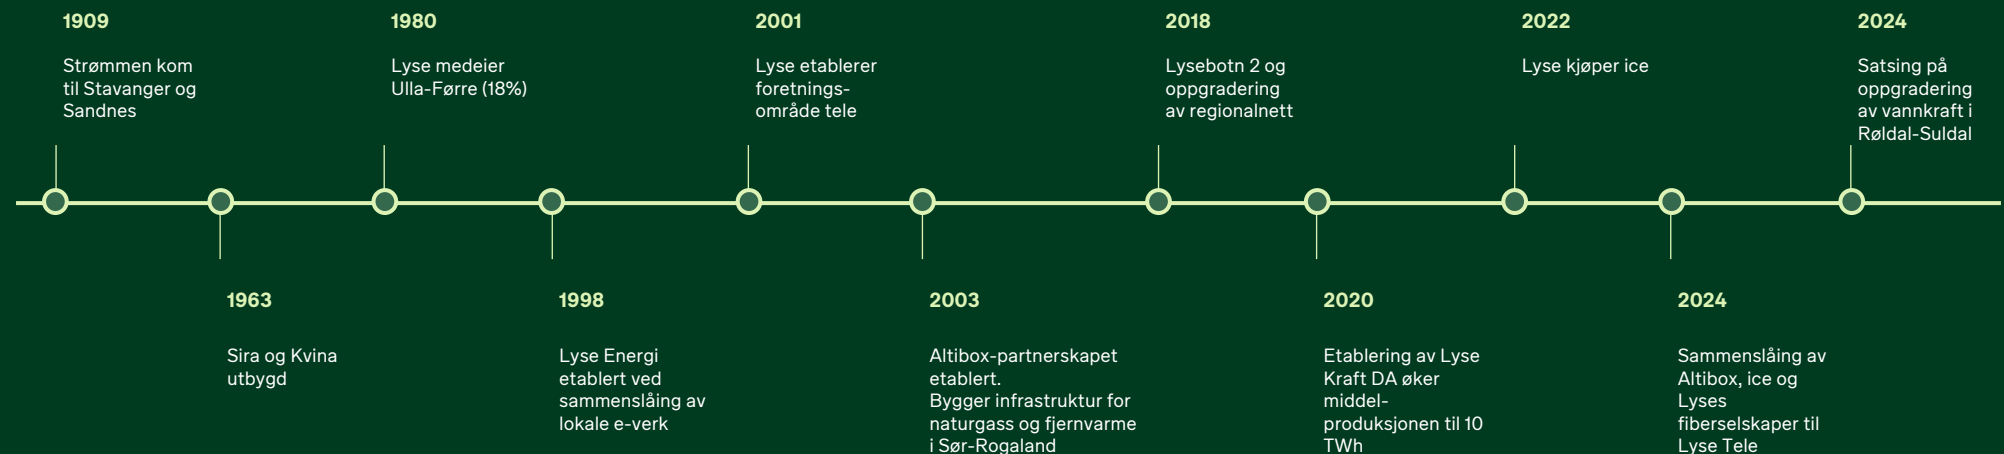 1909
Strømmen kom
til Stavanger og
Sandnes
1980
Lyse medeier
Ulla-Førre (18%)
2001
Lyse etablerer
foretnings-
område tele
2018
Lysebotn 2 og
oppgradering
av regionalnett
2022
Lyse kjøper ice
2024
Satsing på
oppgradering
av vannkraft i
Røldal-Suldal
1963
Sira og Kvina
utbygd
1998
Lyse Energi
etablert ved
sammenslåing av
lokale e-verk
2003
Altibox-partnerskapet
etablert.
Bygger infrastruktur for
naturgass og fjernvarme
i Sør-Rogaland
2020
Etablering av Lyse
Kraft DA øker
middel-
produksjonen til 10
TWh
2024
Sammenslåing av
Altibox, ice og
Lyses
fiberselskaper til
Lyse Tele